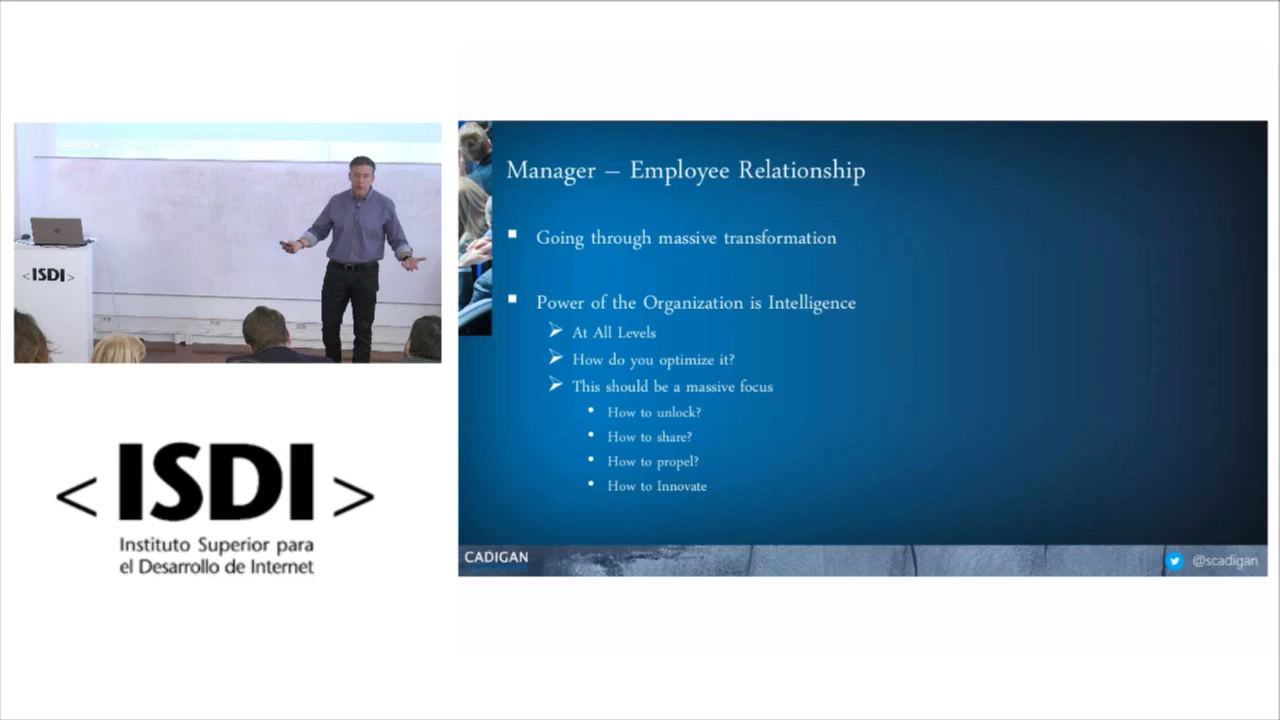 <ISDI>
<ISDI>
Instituto Superior para
el Desarrollo de Internet
Manager – Employee Relationship
▪ Going through massive transformation
▪ Power of the Organization is Intelligence
➢ At All Levels
➢ How do you optimize it?
➢ This should be a massive focus
• How to unlock?
• How to share?
• How to propel?
• How to Innovate
CADIGAN
@scadigan